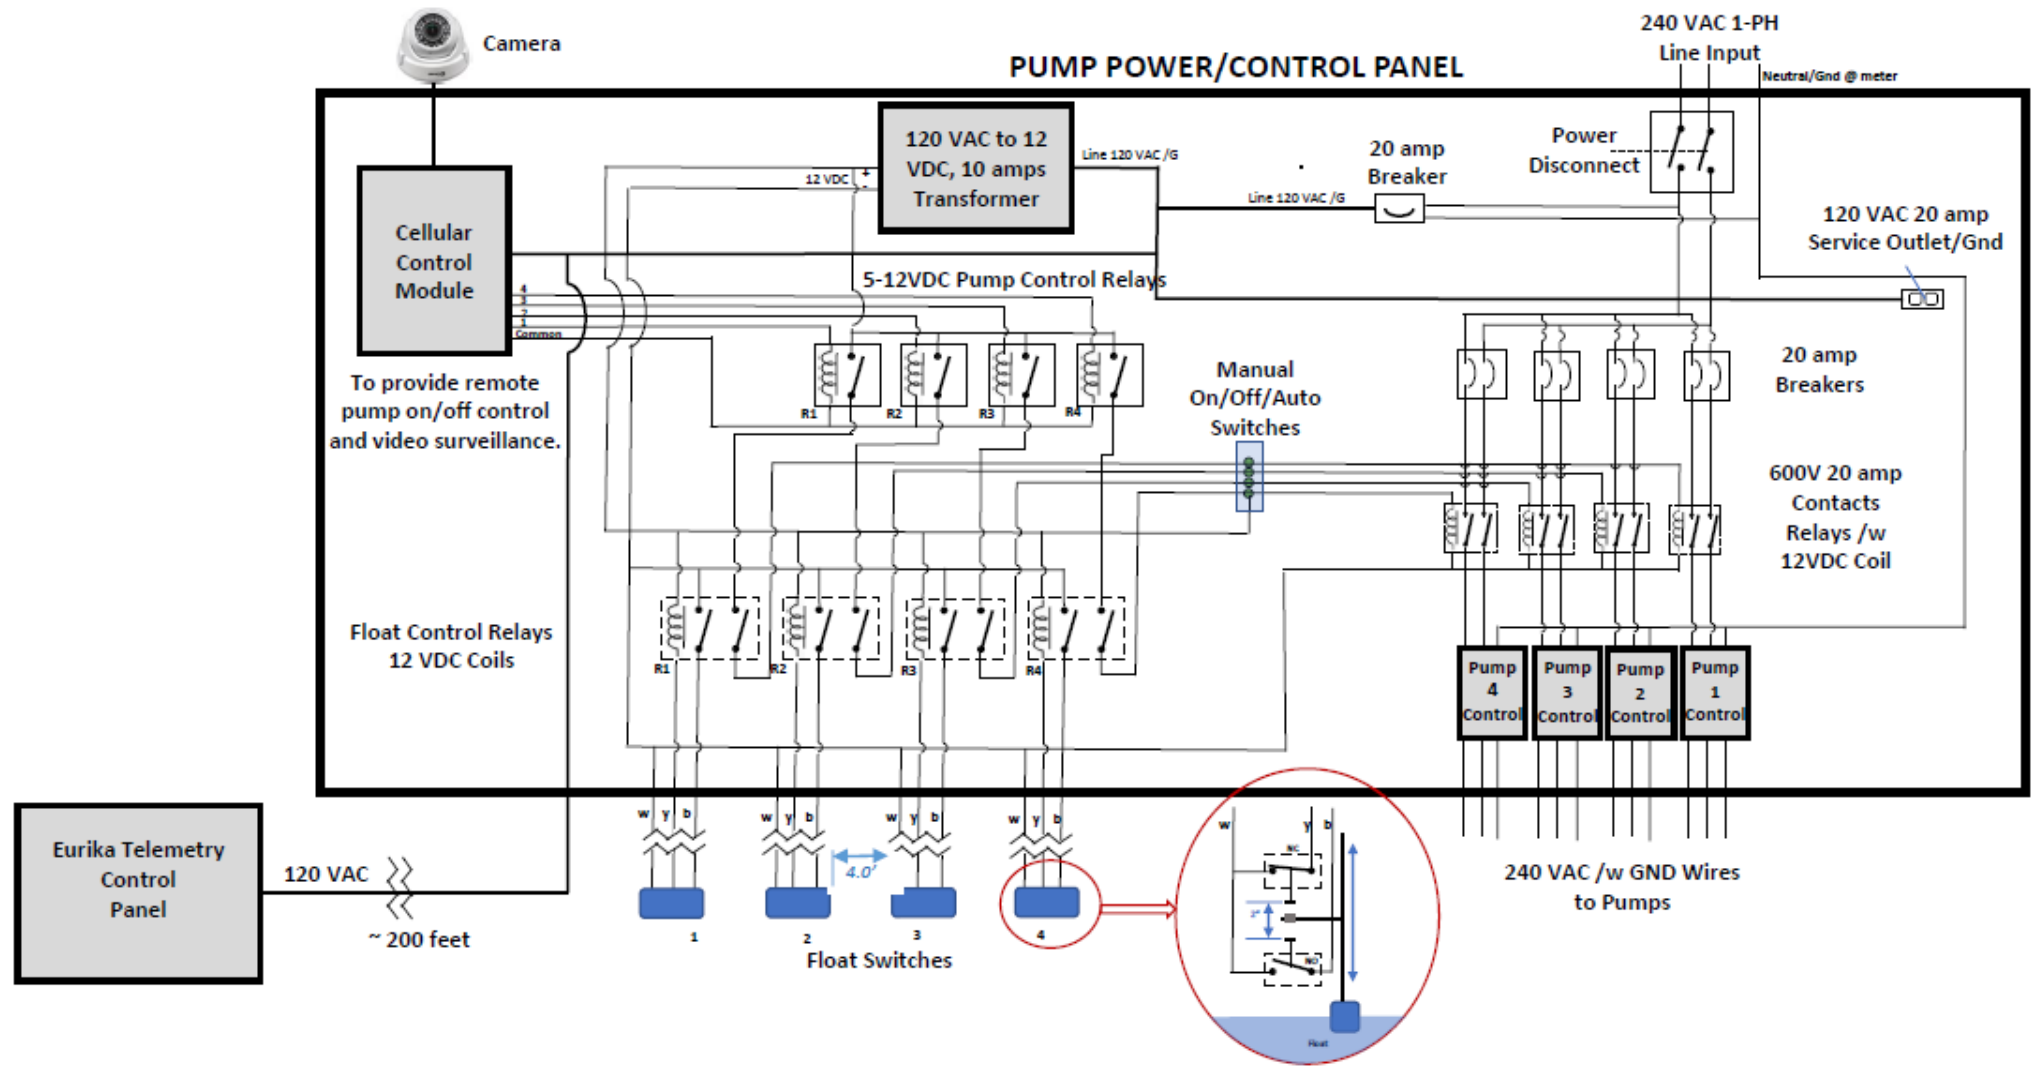 Camera
240 VAC 1-PH
Line Input
Neutral/Gnd @ meter
PUMP POWER/CONTROL PANEL
120 VAC to 12
VDC, 10 amps
Transformer
Line 120 VAC /G
12 VDC
+
-
20 amp
Breaker
Line 120 VAC /G
Power
Disconnect
120 VAC 20 amp
Service Outlet/Gnd
Cellular
Control
Module
4
3
2
1
Common
5-12VDC Pump Control Relays
To provide remote
pump on/off control
and video surveillance.
R1
R2
R3
R4
Manual
On/Off/Auto
Switches
20 amp
Breakers
600V 20 amp
Contacts
Relays /w
12VDC Coil
Float Control Relays
12 VDC Coils
R1
R2
R3
R4
Pump
4
Control
Pump
3
Control
Pump
2
Control
Pump
1
Control
Eurika Telemetry
Control
Panel
120 VAC
~ 200 feet
w y b
w y b
w y b
w y b
4.0'
1
2
3
4
Float Switches
w y b
NC
2"
NO
Float
240 VAC /w GND Wires
to Pumps